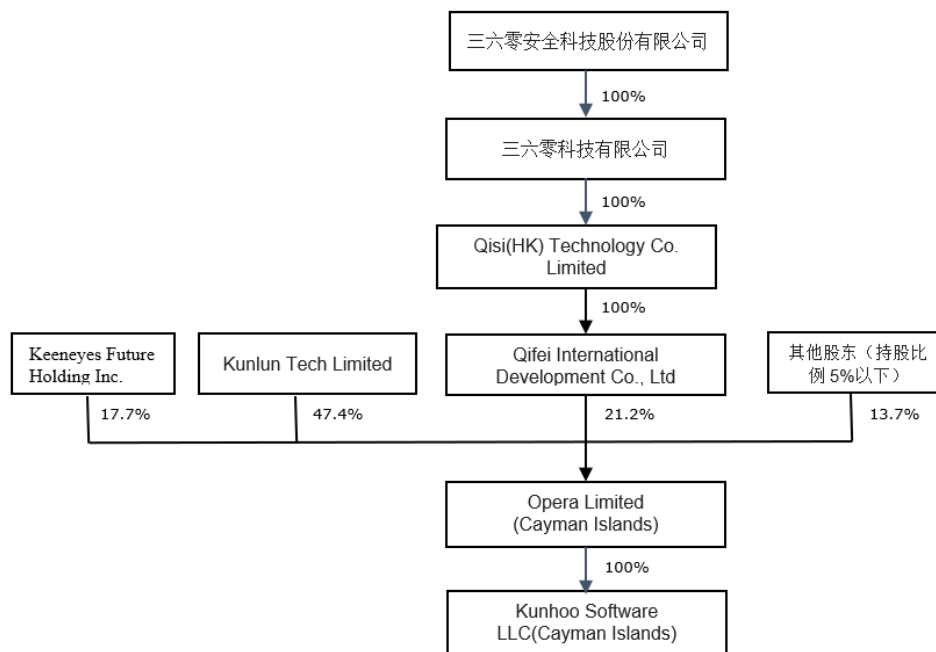 三六零安全科技股份有限公司
100%
三六零科技有限公司
100%
Qisi(HK) Technology Co.
Limited
100%
Keeneyes Future
Holding Inc.
Kunlun Tech Limited
Qifei International
Development Co., Ltd
其他股东（持股比
例 5%以下）
17.7%
47.4%
21.2%
13.7%
Opera Limited
(Cayman Islands)
100%
Kunhoo Software
LLC(Cayman Islands)